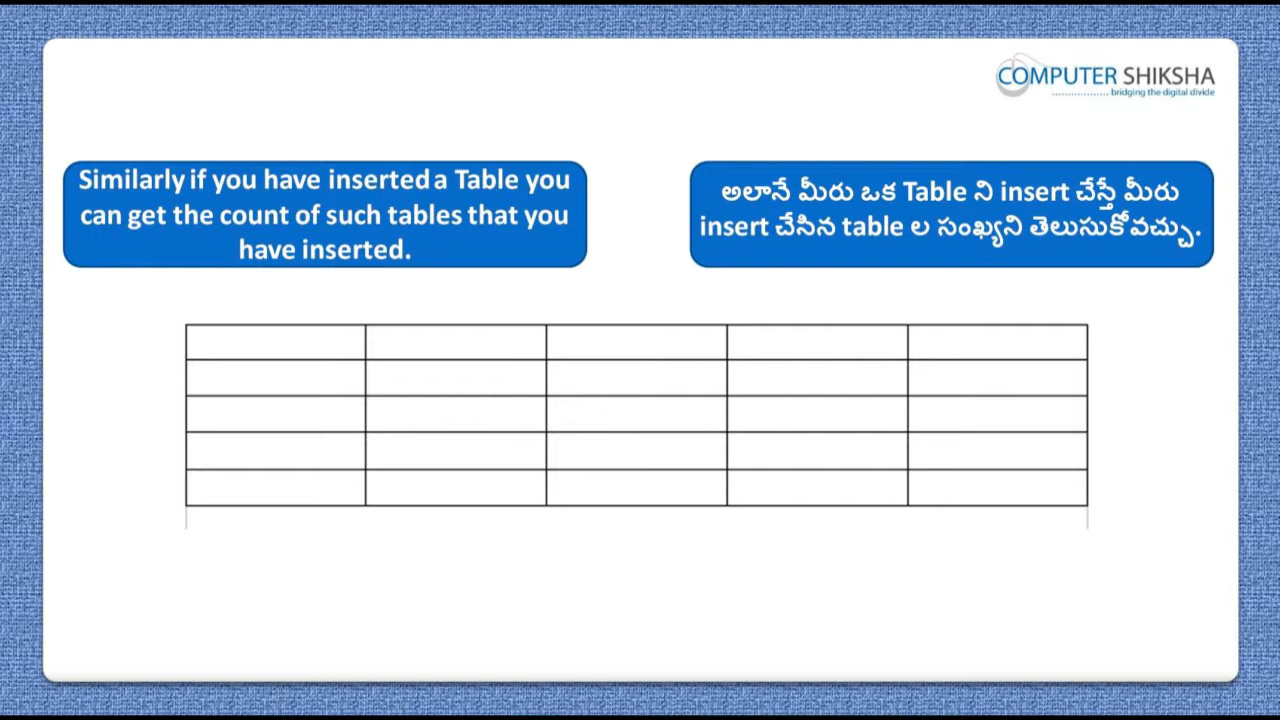 COMPUTER SHIKSHA
.................. bridging the digital divide
Similarly if you have inserted a Table you
can get the count of such tables that you
have inserted.
అలానే మీరు ఒక Table ని insert చేస్తే మీరు
insert చేసిన table ల సంఖ్యని తెలుసుకోవచ్చు.